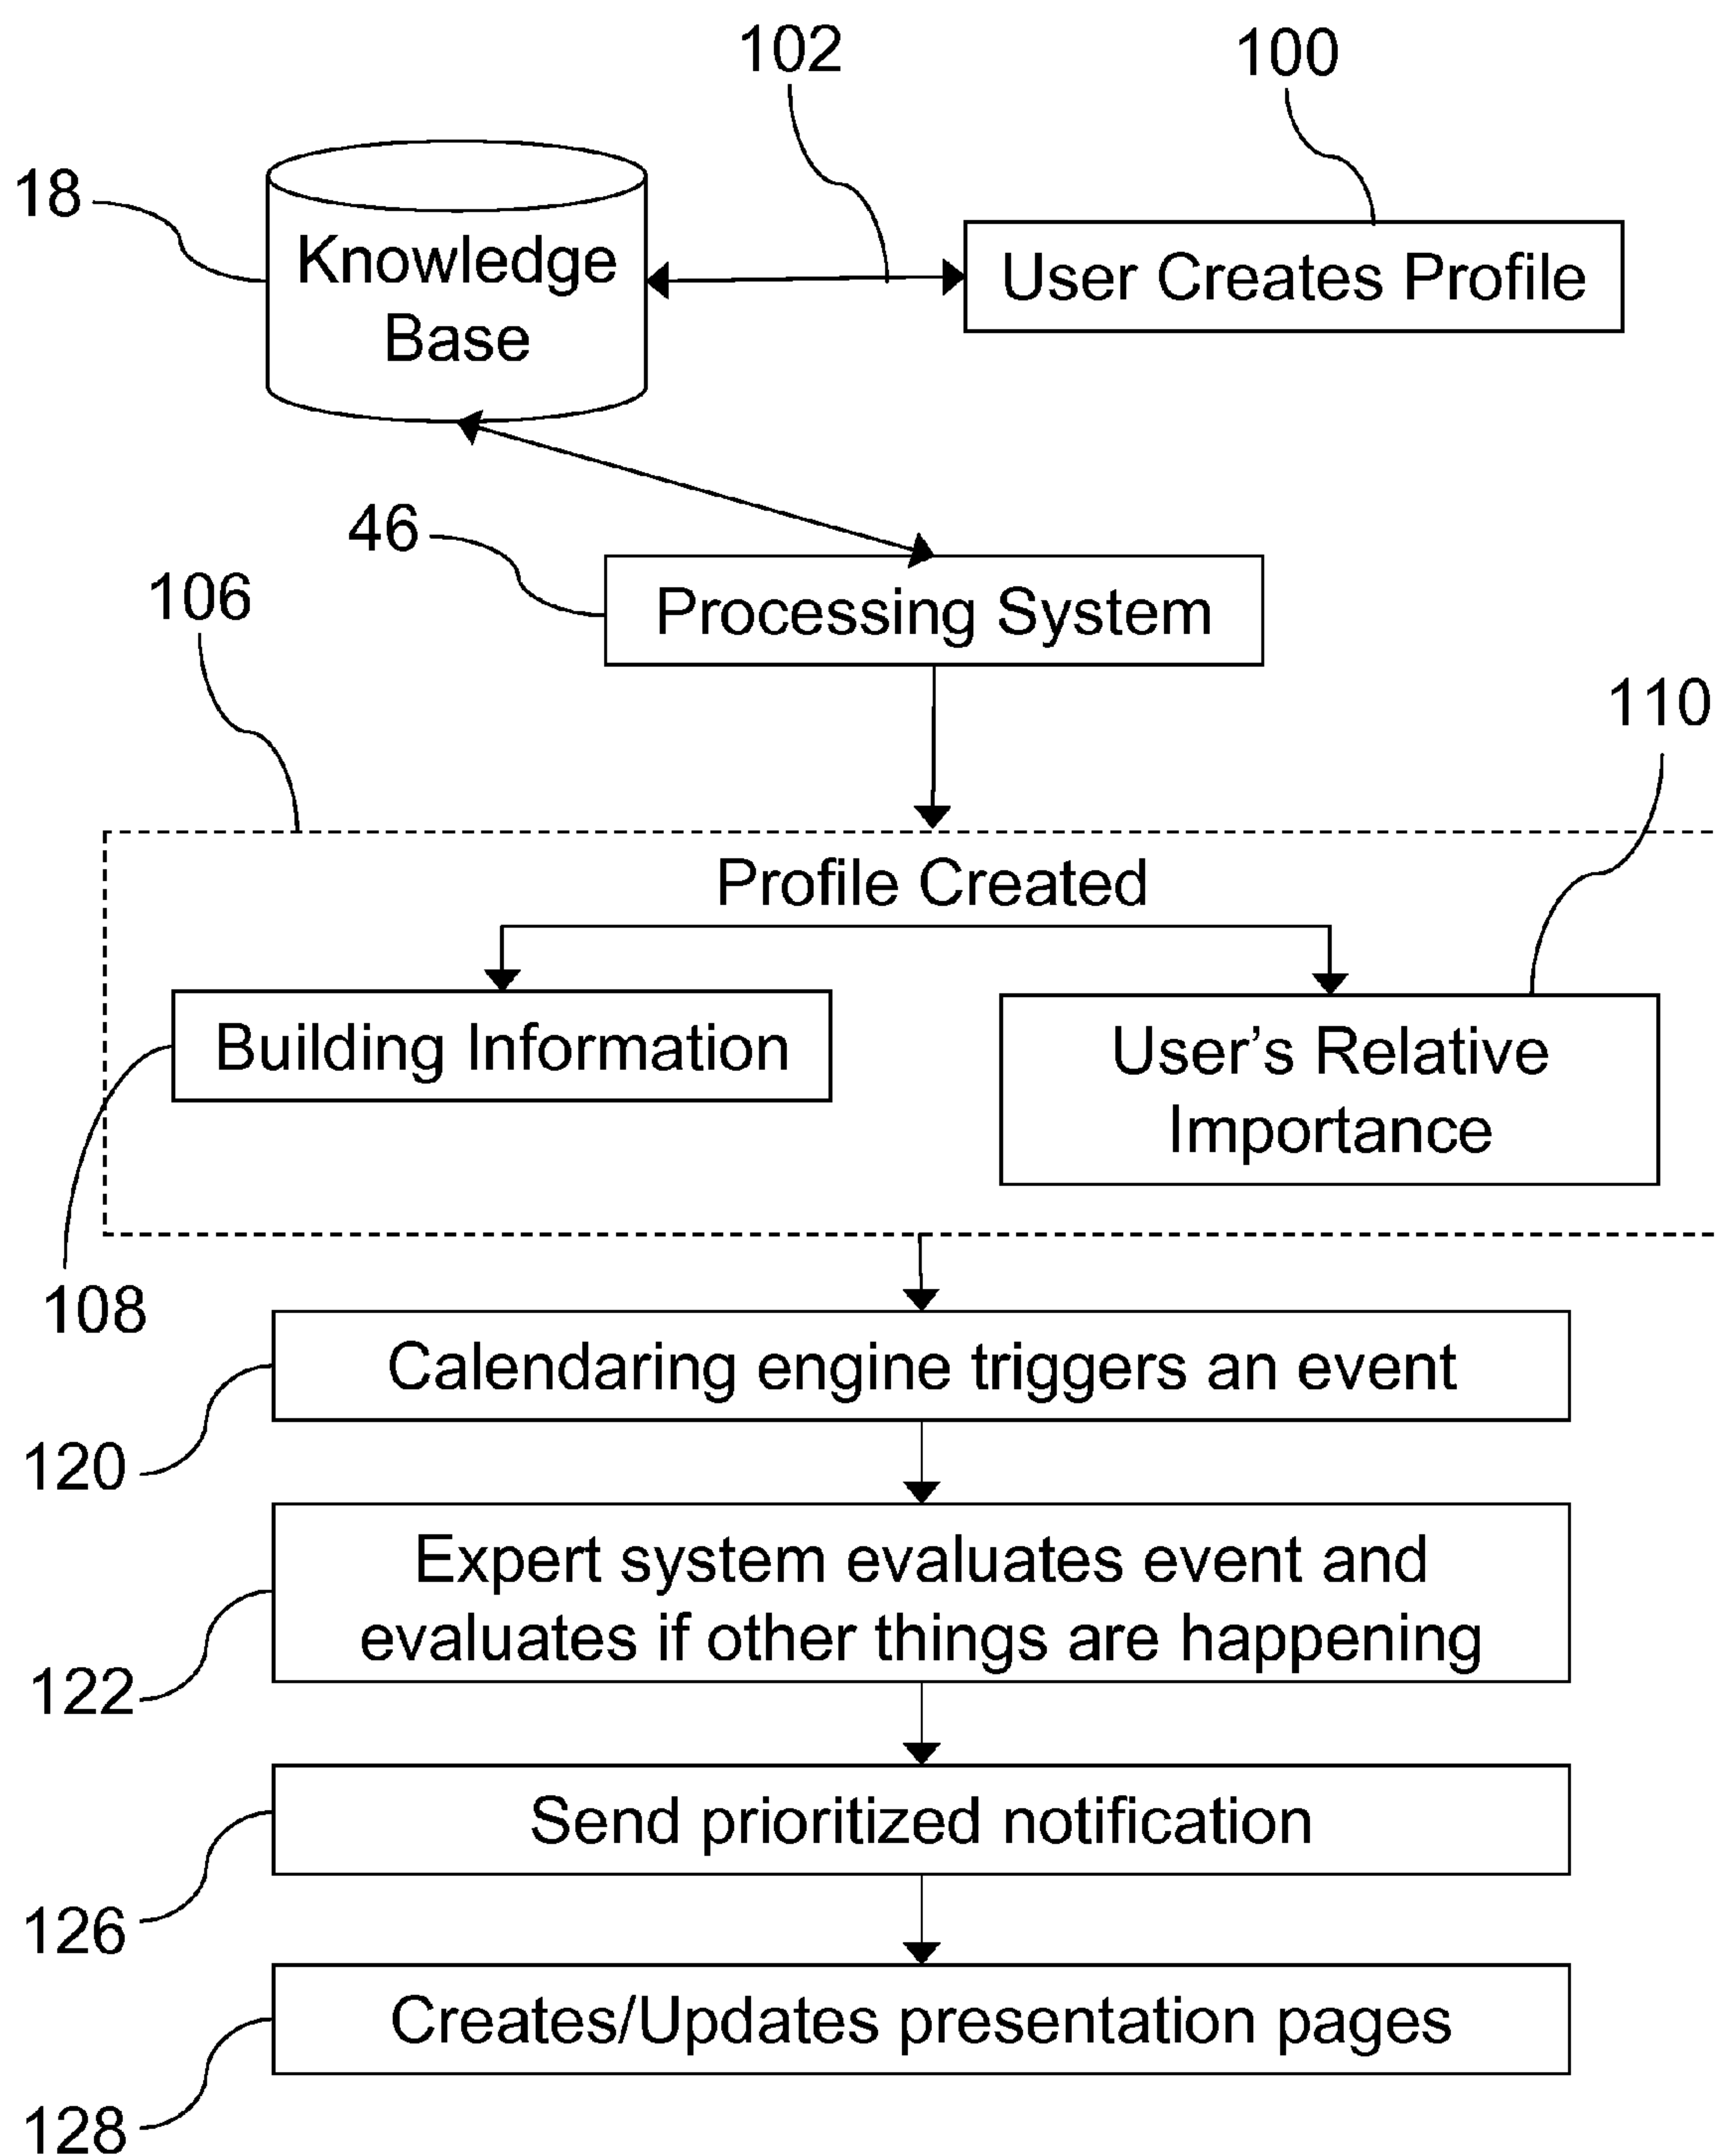 102
100
18
Knowledge
Base
User Creates Profile
46
Processing System
106
110
Profile Created
Building Information
User’s Relative
Importance
108
Calendaring engine triggers an event
120
Expert system evaluates event and
evaluates if other things are happening
122
Send prioritized notification
126
Creates/Updates presentation pages
128